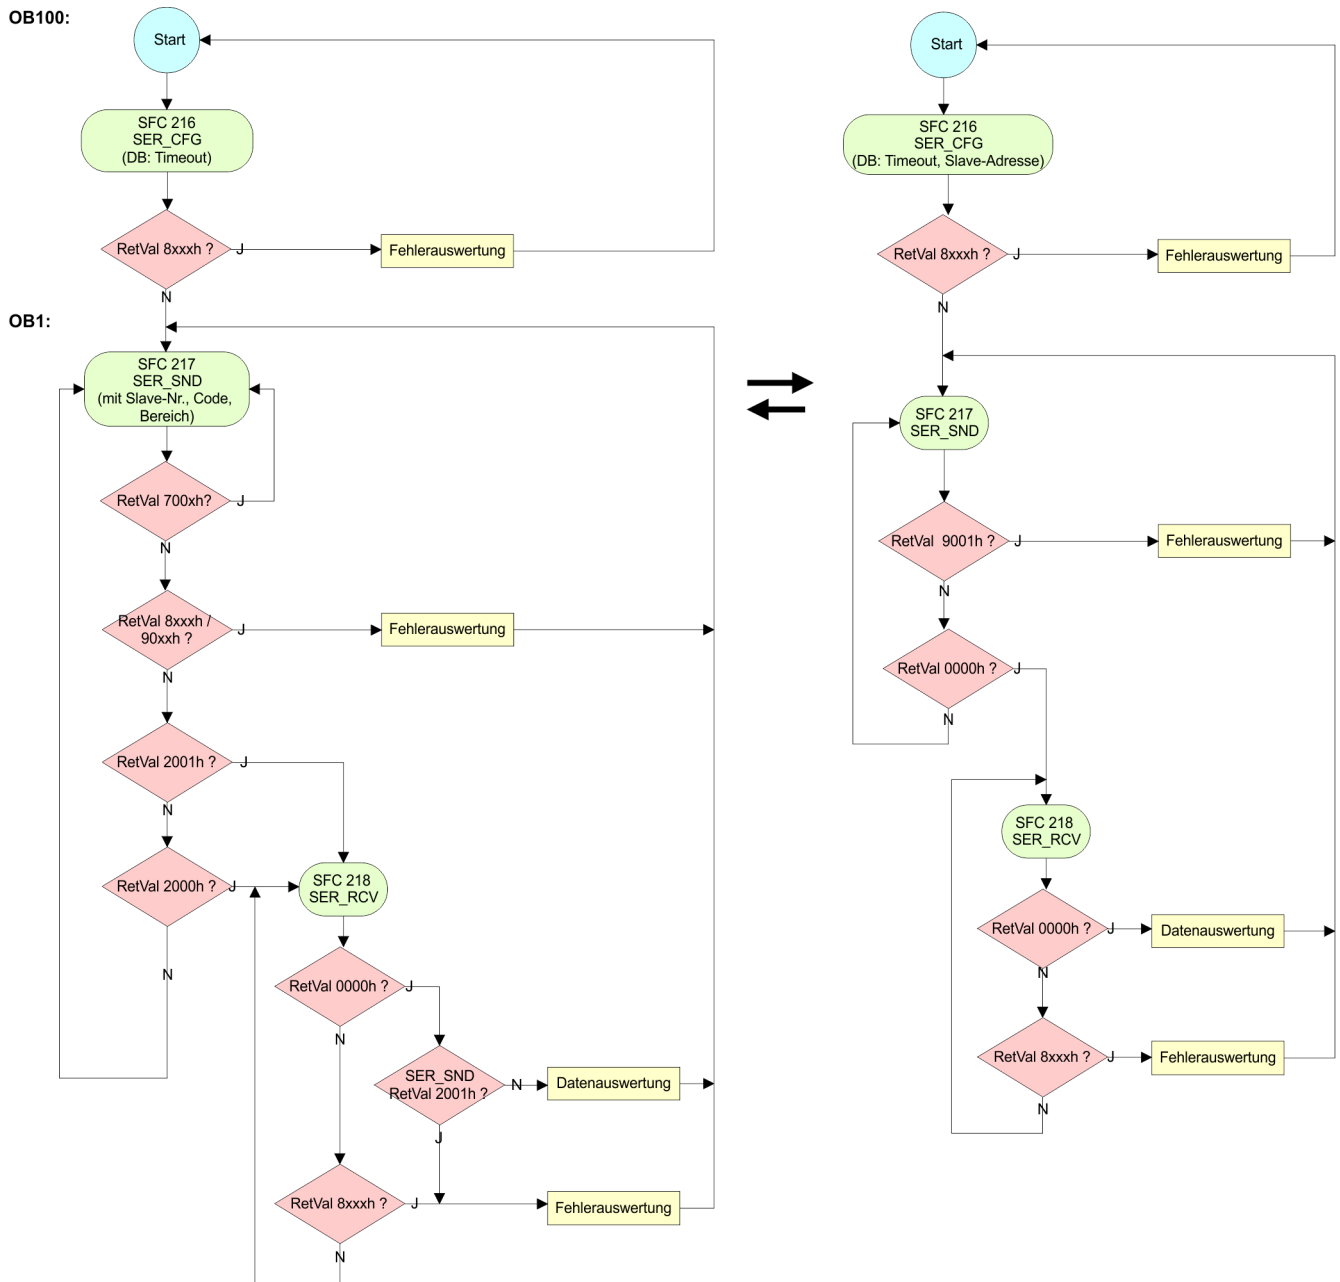 OB100:
Start
SFC 216
SER_CFG
(DB: Timeout)
RetVal 8xxxh ?
J
Fehlerauswertung
N
OB1:
SFC 217
SER_SND
(mit Slave-Nr., Code,
Bereich)
RetVal 700xh?
J
N
RetVal 8xxxh /
90xxh ?
J
Fehlerauswertung
N
RetVal 2001h ?
J
N
RetVal 2000h ?
J
N
SFC 218
SER_RCV
RetVal 0000h ?
J
N
SER_SND
RetVal 2001h ?
N
Datenauswertung
J
RetVal 8xxxh ?
J
Fehlerauswertung
N
Start
SFC 216
SER_CFG
(DB: Timeout, Slave-Adresse)
RetVal 8xxxh ?
J
Fehlerauswertung
N
SFC 217
SER_SND
RetVal 9001h ?
J
Fehlerauswertung
N
RetVal 0000h ?
J
N
SFC 218
SER_RCV
RetVal 0000h ?
J
Datenauswertung
N
RetVal 8xxxh ?
J
Fehlerauswertung
N